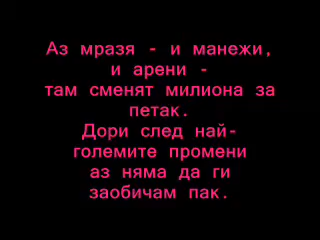 Аз мразя - и манежи,
и арени -
там сменят милиона за
петак.
Дори след най-
големите промени
аз няма да ги
заобичам пак.